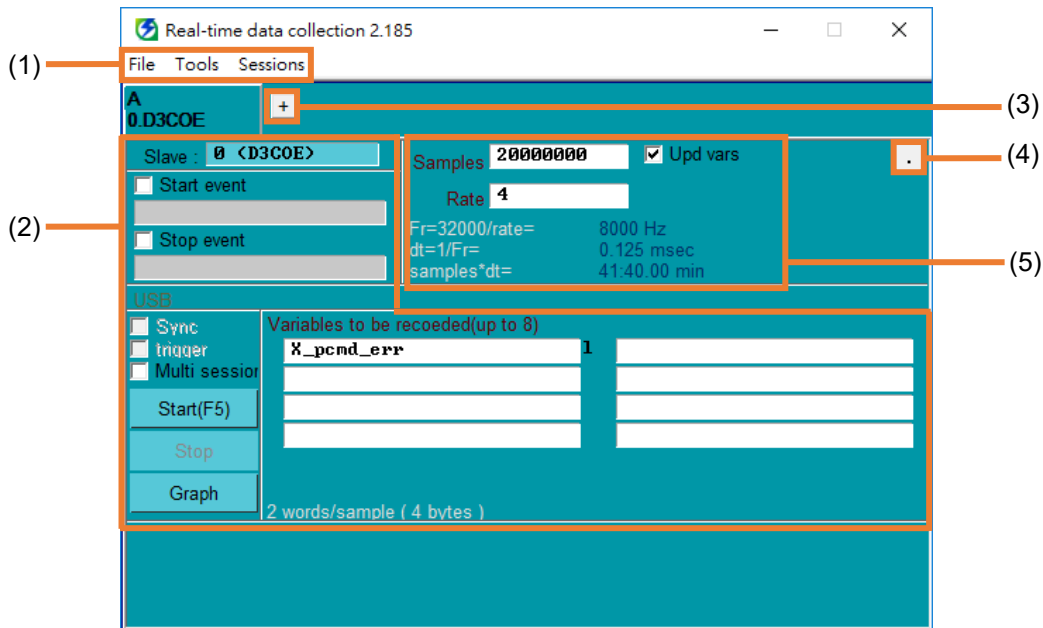 Real-time data collection 2.185
(1)
File Tools Sessions
A
0.D3COE
+
(3)
Slave : 0 (D3COE)
Samples 20000000
Upd vars
.
(4)
Start event
Rate 4
(2)
Fr=32000/rate= 8000 Hz
Stop event
dt=1/Fr= 0.125 msec
samples*dt= 41:40.00 min
(5)
USB
Sync
Variables to be recoeded(up to 8)
trigger
X_pcmd_err 1
Multi session
Start(F5)
Stop
Graph
2 words/sample ( 4 bytes )